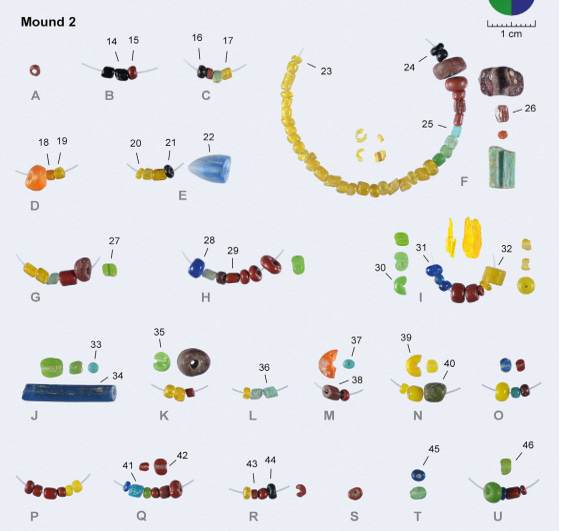 Mound 2
1 cm
14 15
16 17
A B C
23
24
25
26
F
18 19
20 21 22
D E
27
28 29
G H
30 31 32
I
33
34
35
36
37
38
39
40
J K L M N O
41 42
43 44
45
46
P Q R S T U